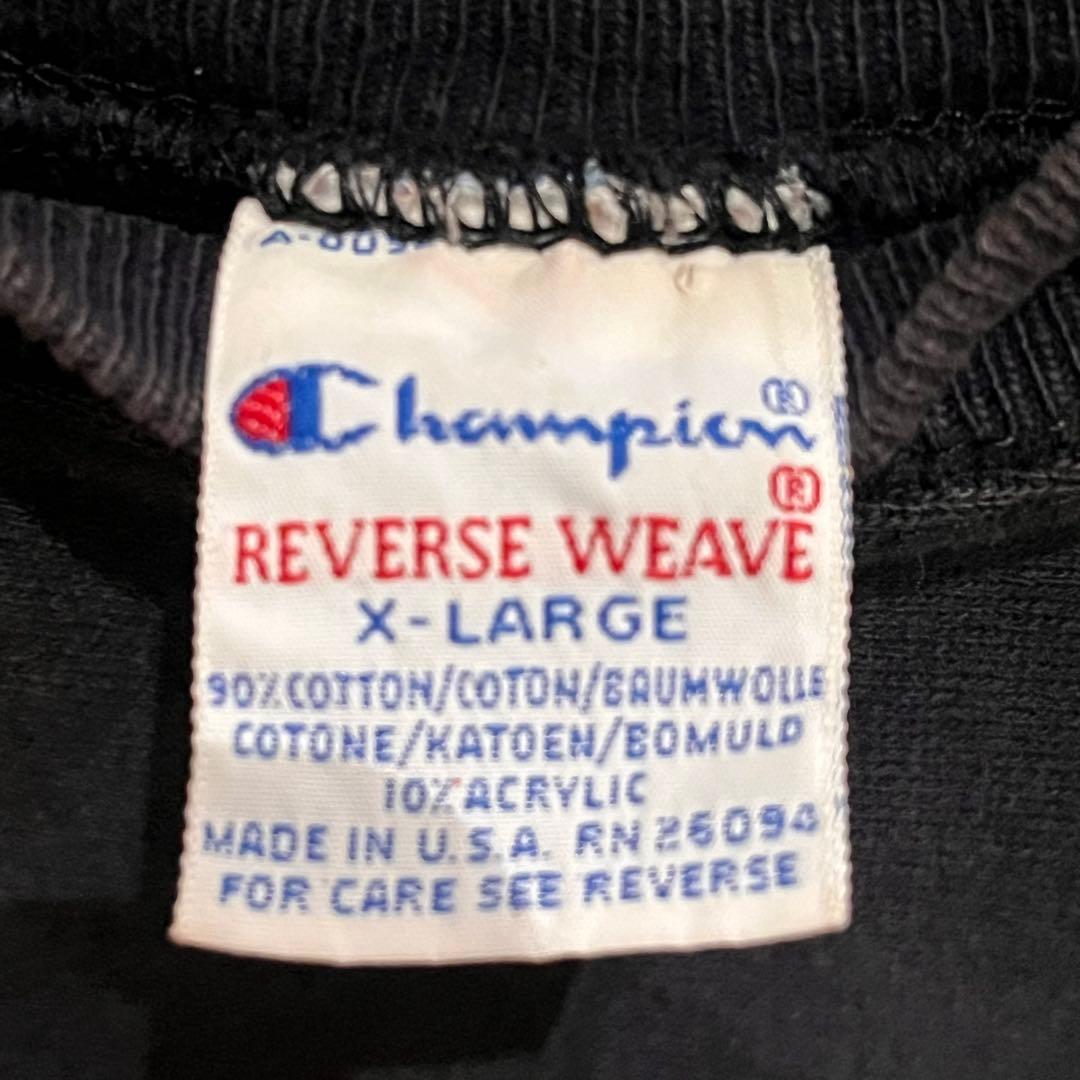 Champion®
®
REVERSE WEAVE
X-LARGE
90%COTTON/COTON/BAUMWOLLE
COTONE/KATOEN/BOMULD
10%ACRYLIC
MADE IN U.S.A. RN 26094
FOR CARE SEE REVERSE